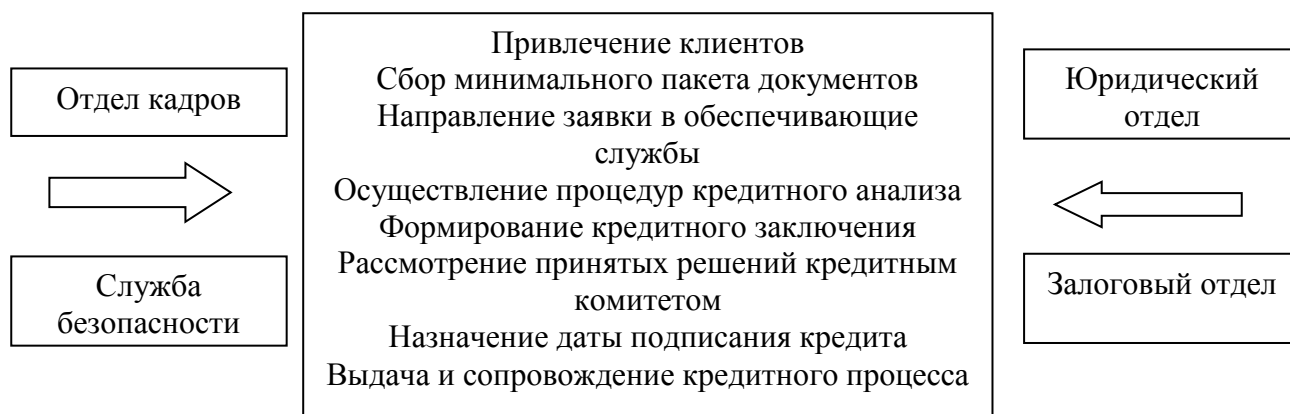 Отдел кадров
Служба
безопасности
Привлечение клиентов
Сбор минимального пакета документов
Направление заявки в обеспечивающие
службы
Осуществление процедур кредитного анализа
Формирование кредитного заключения
Рассмотрение принятых решений кредитным
комитетом
Назначение даты подписания кредита
Выдача и сопровождение кредитного процесса
Юридический
отдел
Залоговый отдел